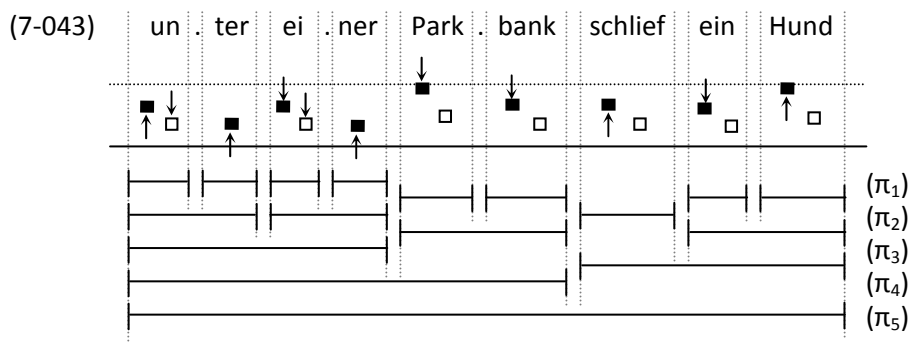 (7-043) un . ter ei . ner Park . bank schlief ein Hund
(π₁)
(π₂)
(π₃)
(π₄)
(π₅)